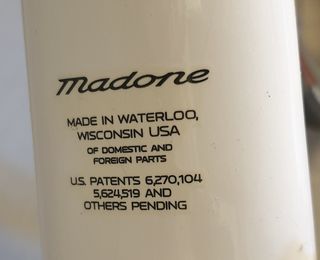 madone
MADE IN WATERLOO,
WISCONSIN USA
OF DOMESTIC AND
FOREIGN PARTS
U.S. PATENTS 6,270,104
5,624,519 AND
OTHERS PENDING